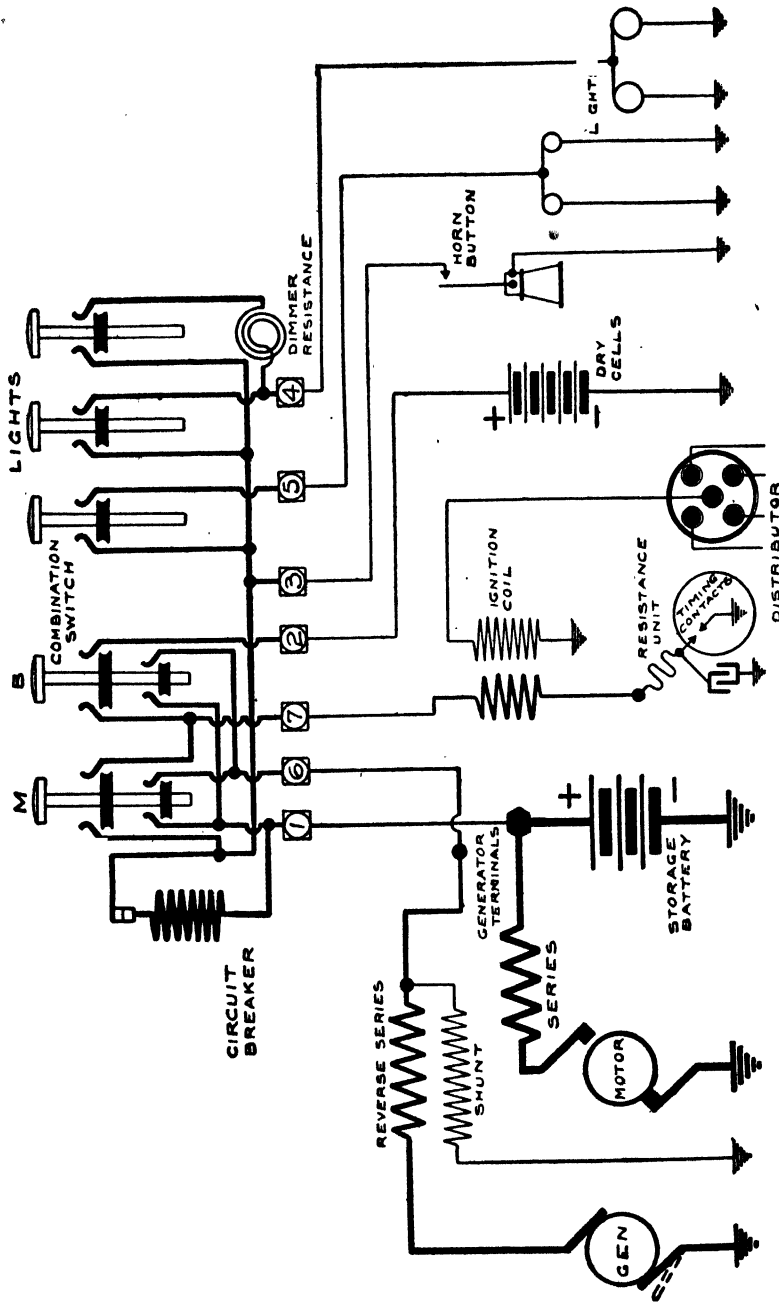 LIGHTS
B
M
COMBINATION
SWITCH
DIMMER
RESISTANCE
4
5
3
2
7
6
1
CIRCUIT
BREAKER
HORN
BUTTON
DRY
CELLS
+
-
IGNITION
COIL
RESISTANCE
UNIT
TIMING
CONTACTS
DISTRIBUTOR
GENERATOR
TERMINALS
+
-
STORAGE
BATTERY
SERIES
REVERSE SERIES
SHUNT
MOTOR
GEN